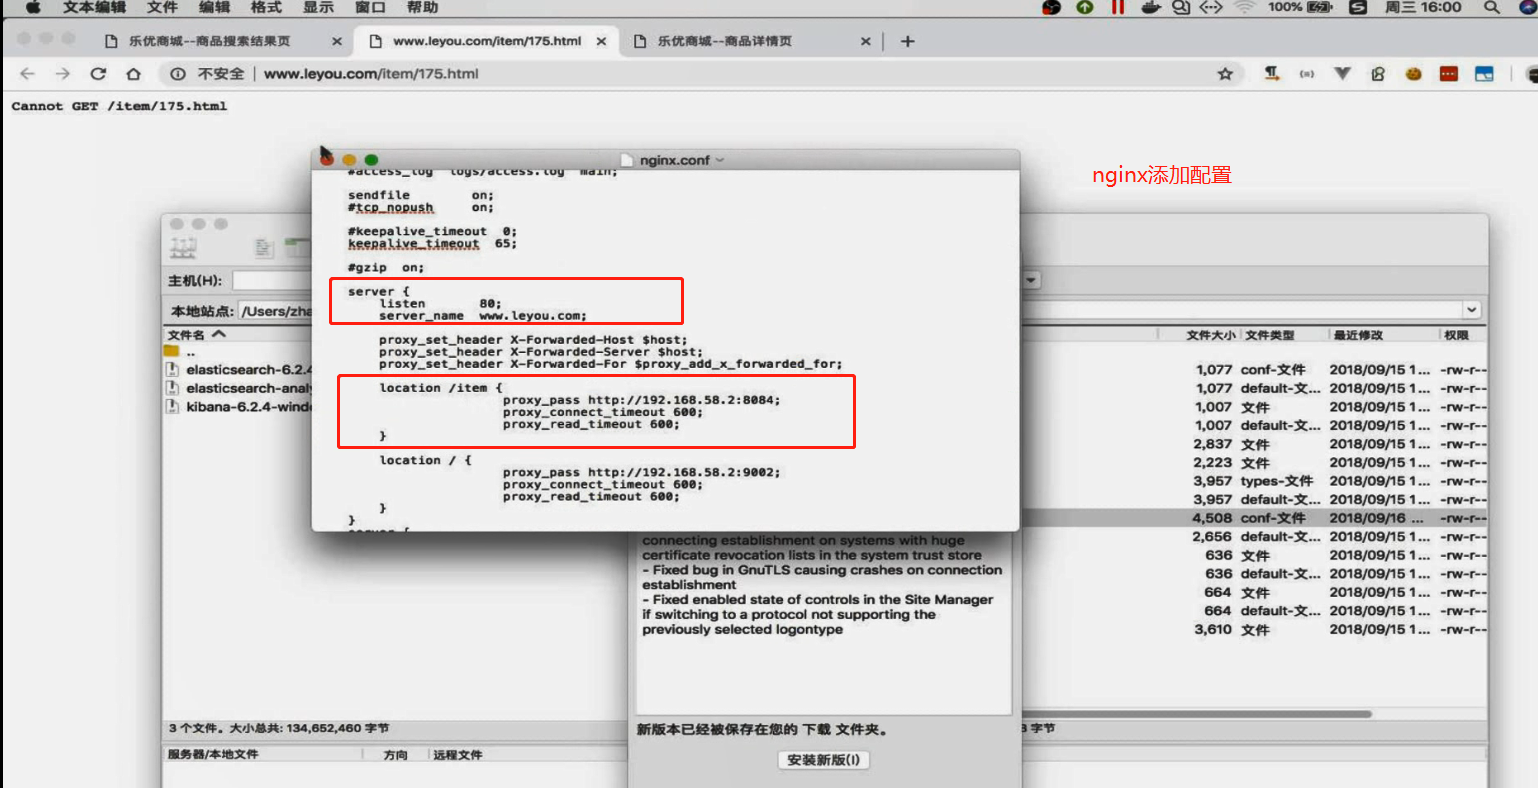 文本编辑 文件 编辑 格式 显示 窗口 帮助 100% 周三 16:00
乐优商城--商品搜索结果页 × www.leyou.com/item/175.html × 乐优商城--商品详情页 × +
不安全 | www.leyou.com/item/175.html
Cannot GET /item/175.html
nginx.conf
#access_log logs/access.log main;
nginx添加配置
sendfile on;
#tcp_nopush on;
#keepalive_timeout 0;
keepalive_timeout 65;
#gzip on;
server {
listen 80;
server_name www.leyou.com;
proxy_set_header X-Forwarded-Host $host;
proxy_set_header X-Forwarded-Server $host;
proxy_set_header X-Forwarded-For $proxy_add_x_forwarded_for;
location /item {
proxy_pass http://192.168.58.2:8084;
proxy_connect_timeout 600;
proxy_read_timeout 600;
}
location / {
proxy_pass http://192.168.58.2:9002;
proxy_connect_timeout 600;
proxy_read_timeout 600;
}
}
主机(H):
本地站点: /Users/zha
文件名
..
elasticsearch-6.2.4
elasticsearch-anal
kibana-6.2.4-wind
文件大小 文件类型 最近修改 权限
1,077 conf-文件 2018/09/15 1... -rw-r--
1,077 default-文... 2018/09/15 1... -rw-r--
1,007 文件 2018/09/15 1... -rw-r--
1,007 default-文... 2018/09/15 1... -rw-r--
2,837 文件 2018/09/15 1... -rw-r--
2,223 文件 2018/09/15 1... -rw-r--
3,957 types-文件 2018/09/15 1... -rw-r--
3,957 default-文... 2018/09/15 1... -rw-r--
4,508 conf-文件 2018/09/16 ... -rw-r--
2,656 default-文... 2018/09/15 1... -rw-r--
636 文件 2018/09/15 1... -rw-r--
636 default-文... 2018/09/15 1... -rw-r--
664 文件 2018/09/15 1... -rw-r--
664 default-文... 2018/09/15 1... -rw-r--
3,610 文件 2018/09/15 1... -rw-r--
connecting establishment on systems with huge
certificate revocation lists in the system trust store
- Fixed bug in GnuTLS causing crashes on connection
establishment
- Fixed enabled state of controls in the Site Manager
if switching to a protocol not supporting the
previously selected logontype
新版本已经被保存在您的 下载 文件夹。
安装新版(I)
3 个文件。大小总共: 134,652,460 字节
字节
服务器/本地文件 方向 远程文件